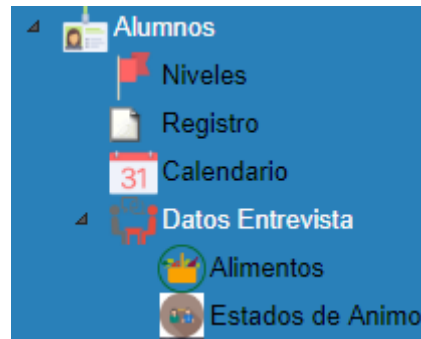 Alumnos
Niveles
Registro
31 Calendario
Datos Entrevista
Alimentos
Estados de Animo